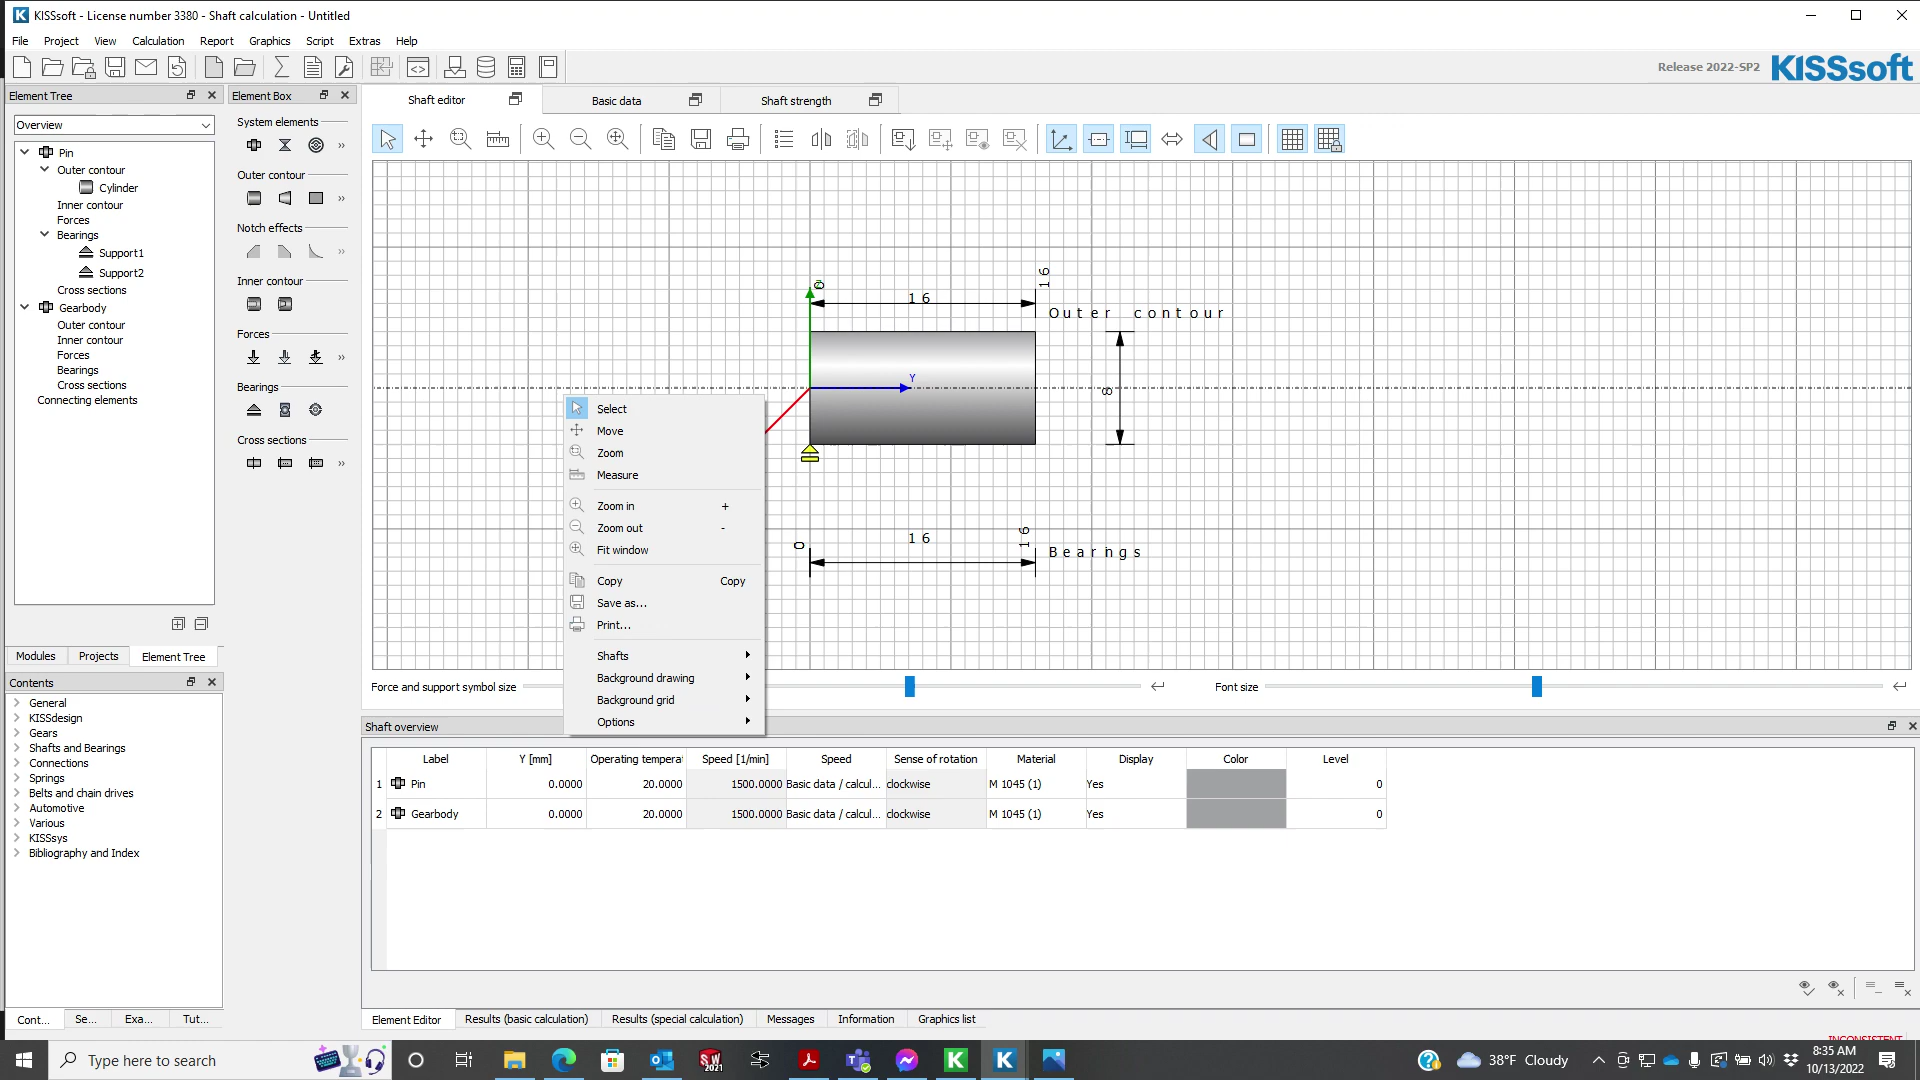 KISSsoft - License number 3380 - Shaft calculation - Untitled
File Project View Calculation Report Graphics Script Extras Help
Release 2022-SP2 KISSsoft
Element Tree
Overview
Pin
Outer contour
Cylinder
Inner contour
Forces
Bearings
Support1
Support2
Cross sections
Gearbody
Outer contour
Inner contour
Forces
Bearings
Cross sections
Connecting elements
Modules Projects Element Tree
Element Box
System elements
Outer contour
Notch effects
Inner contour
Forces
Bearings
Cross sections
Contents
General
KISSdesign
Gears
Shafts and Bearings
Connections
Springs
Belts and chain drives
Automotive
Various
KISSsys
Bibliography and Index
Cont... Se... Exa... Tut...
Shaft editor Basic data Shaft strength
0 16 16
Outer contour
Y
8
0 16 16
Bearings
Select
Move
Zoom
Measure
Zoom in +
Zoom out -
Fit window
Copy Copy
Save as...
Print...
Shafts
Background drawing
Background grid
Options
Force and support symbol size
Font size
Shaft overview
Label Y [mm] Operating temperat Speed [1/min] Speed Sense of rotation Material Display Color Level
1 Pin 0.0000 20.0000 1500.0000 Basic data / calcul... clockwise M 1045 (1) Yes 0
2 Gearbody 0.0000 20.0000 1500.0000 Basic data / calcul... clockwise M 1045 (1) Yes 0
Element Editor Results (basic calculation) Results (special calculation) Messages Information Graphics list
INCONSISTENT
Type here to search
SW 2021
38°F Cloudy
8:35 AM
10/13/2022